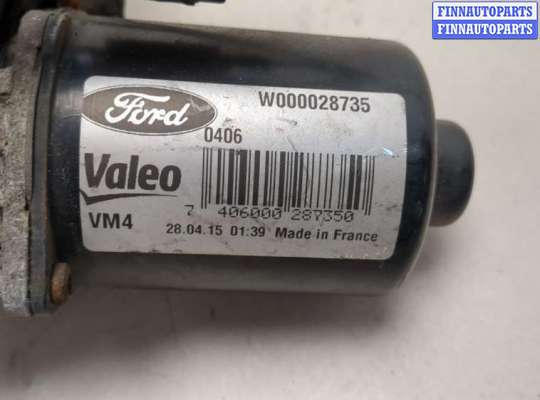 FINNAUTOPARTS
FINNAUTOPARTS
Ford
W000028735
0406
Valeo
7 406000 287350
VM4
28.04.15 01:39 Made in France